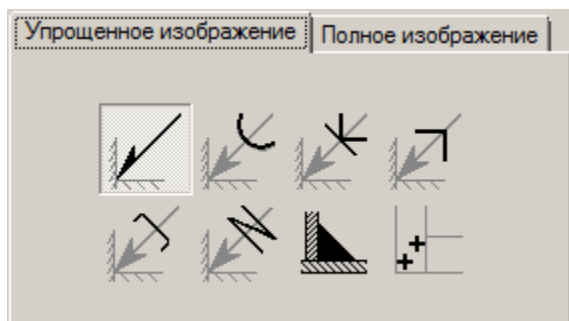 Упрощенное изображение
Полное изображение